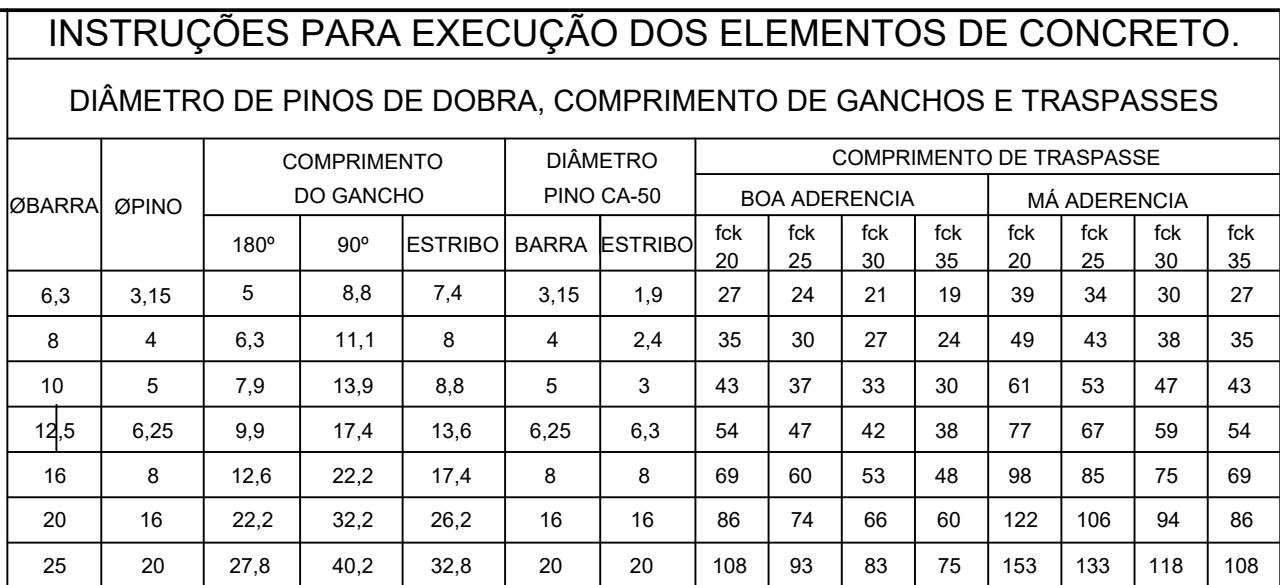 INSTRUÇÕES PARA EXECUÇÃO DOS ELEMENTOS DE CONCRETO.
DIÂMETRO DE PINOS DE DOBRA, COMPRIMENTO DE GANCHOS E TRASPASSES
ØBARRA ØPINO COMPRIMENTO DO GANCHO DIÂMETRO PINO CA-50 COMPRIMENTO DE TRASPASSE
BOA ADERENCIA MÁ ADERENCIA
180º 90º ESTRIBO BARRA ESTRIBO fck 20 fck 25 fck 30 fck 35 fck 20 fck 25 fck 30 fck 35
6,3 3,15 5 8,8 7,4 3,15 1,9 27 24 21 19 39 34 30 27
8 4 6,3 11,1 8 4 2,4 35 30 27 24 49 43 38 35
10 5 7,9 13,9 8,8 5 3 43 37 33 30 61 53 47 43
12,5 6,25 9,9 17,4 13,6 6,25 6,3 54 47 42 38 77 67 59 54
16 8 12,6 22,2 17,4 8 8 69 60 53 48 98 85 75 69
20 16 22,2 32,2 26,2 16 16 86 74 66 60 122 106 94 86
25 20 27,8 40,2 32,8 20 20 108 93 83 75 153 133 118 108